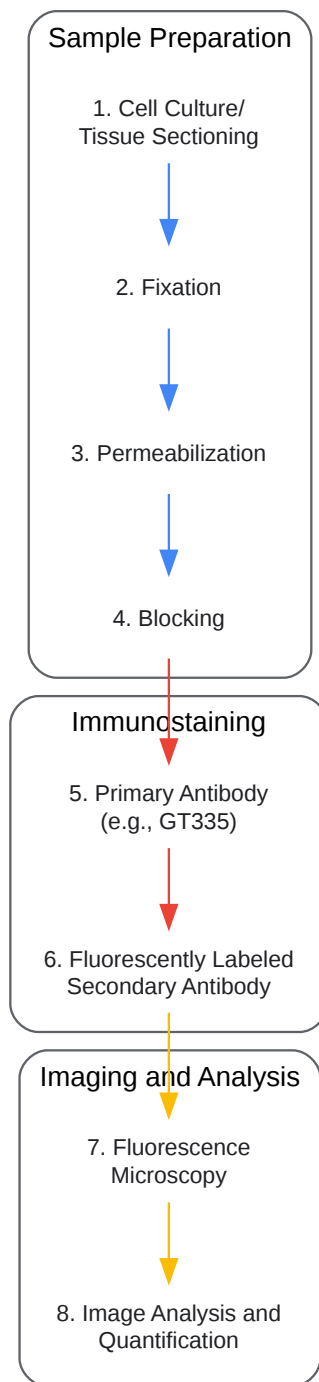 Sample Preparation
1. Cell Culture/
Tissue Sectioning
2. Fixation
3. Permeabilization
4. Blocking
Immunostaining
5. Primary Antibody
(e.g., GT335)
6. Fluorescently Labeled
Secondary Antibody
Imaging and Analysis
7. Fluorescence
Microscopy
8. Image Analysis and
Quantification